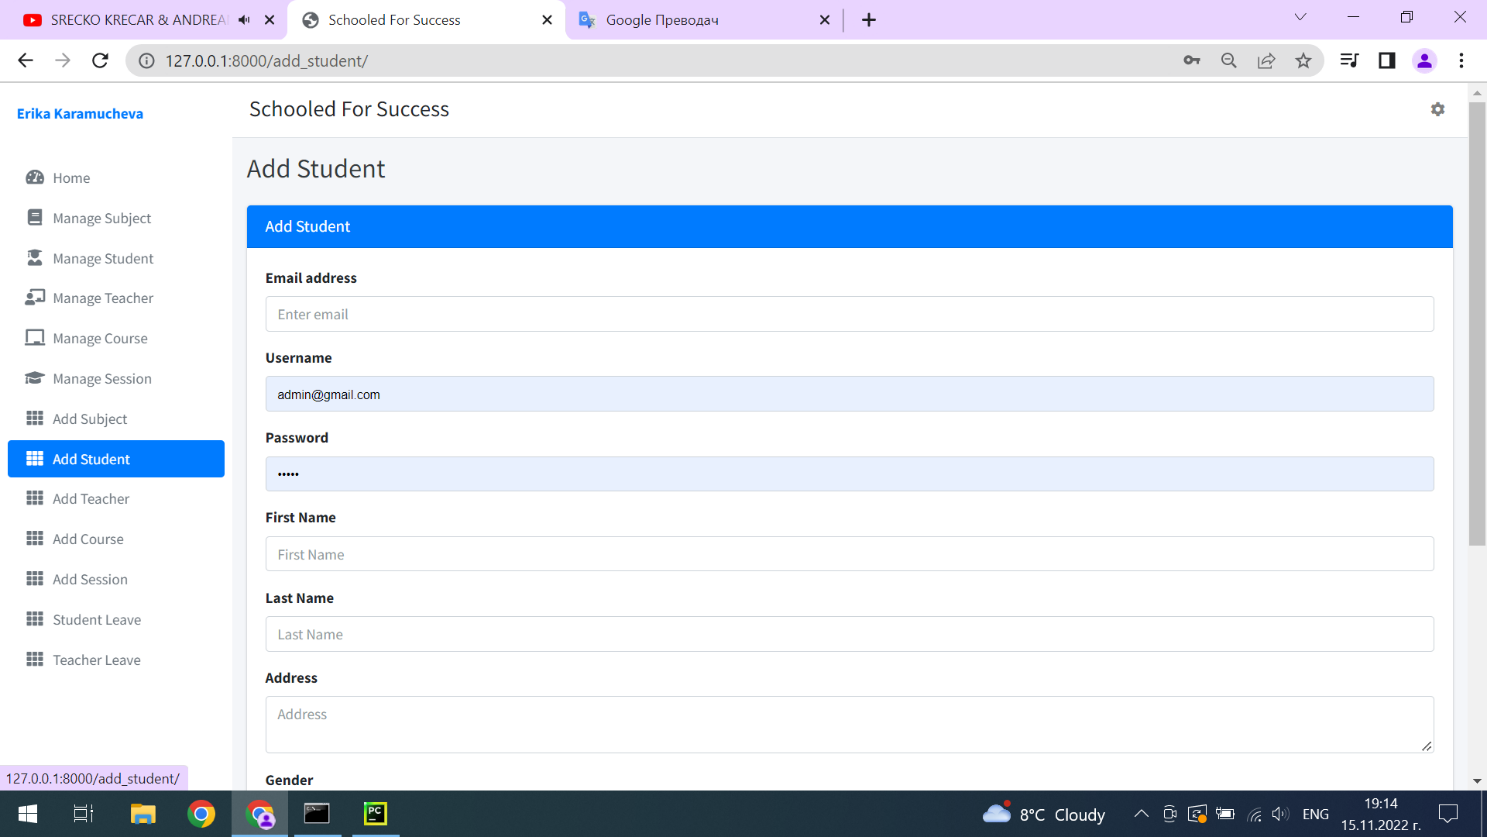 SRECKO KRECAR & ANDREA
Schooled For Success
Google Преводач
127.0.0.1:8000/add_student/
Erika Karamucheva
Schooled For Success
Home
Manage Subject
Manage Student
Manage Teacher
Manage Course
Manage Session
Add Subject
Add Student
Add Teacher
Add Course
Add Session
Student Leave
Teacher Leave
Add Student
Add Student
Email address
Enter email
Username
admin@gmail.com
Password
•••••
First Name
First Name
Last Name
Last Name
Address
Address
Gender
127.0.0.1:8000/add_student/
PC
8°C Cloudy
ENG
19:14
15.11.2022 г.